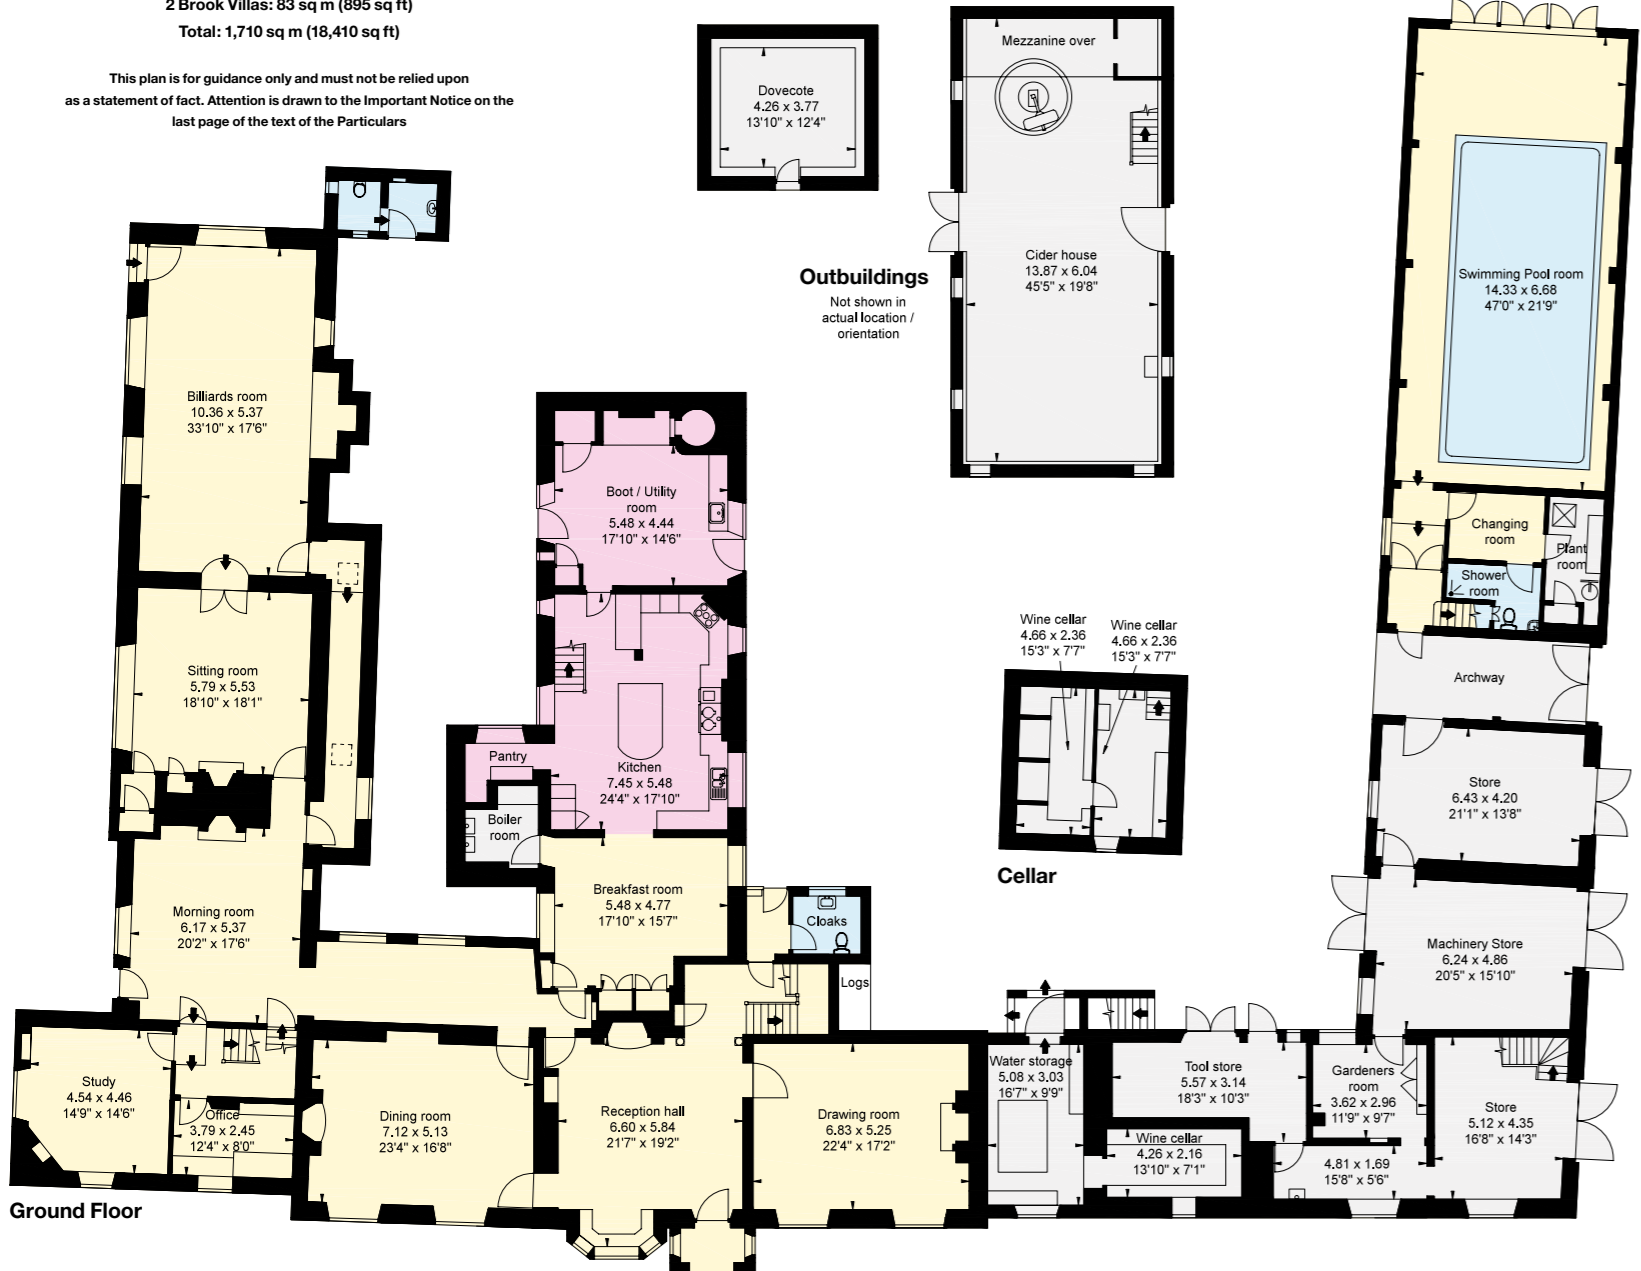 2 Brook Villas: 83 sq m (895 sq ft)
Total: 1,710 sq m (18,410 sq ft)
This plan is for guidance only and must not be relied upon
as a statement of fact. Attention is drawn to the Important Notice on the
last page of the text of the Particulars
Dovecote
4.26 x 3.77
13'10" x 12'4"
Mezzanine over
Cider house
13.87 x 6.04
45'5" x 19'8"
Outbuildings
Not shown in
actual location /
orientation
Swimming Pool room
14.33 x 6.68
47'0" x 21'9"
Changing
room
Plant
room
Shower
room
Archway
Store
6.43 x 4.20
21'1" x 13'8"
Machinery Store
6.24 x 4.86
20'5" x 15'10"
Billiards room
10.36 x 5.37
33'10" x 17'6"
Boot / Utility
room
5.48 x 4.44
17'10" x 14'6"
Sitting room
5.79 x 5.53
18'10" x 18'1"
Pantry
Kitchen
7.45 x 5.48
24'4" x 17'10"
Boiler
room
Wine cellar
4.66 x 2.36
15'3" x 7'7"
Wine cellar
4.66 x 2.36
15'3" x 7'7"
Cellar
Breakfast room
5.48 x 4.77
17'10" x 15'7"
Cloaks
Logs
Morning room
6.17 x 5.37
20'2" x 17'6"
Study
4.54 x 4.46
14'9" x 14'6"
Office
3.79 x 2.45
12'4" x 8'0"
Dining room
7.12 x 5.13
23'4" x 16'8"
Reception hall
6.60 x 5.84
21'7" x 19'2"
Drawing room
6.83 x 5.25
22'4" x 17'2"
Water storage
5.08 x 3.03
16'7" x 9'9"
Tool store
5.57 x 3.14
18'3" x 10'3"
Wine cellar
4.26 x 2.16
13'10" x 7'1"
Gardeners
room
3.62 x 2.96
11'9" x 9'7"
4.81 x 1.69
15'8" x 5'6"
Store
5.12 x 4.35
16'8" x 14'3"
Ground Floor